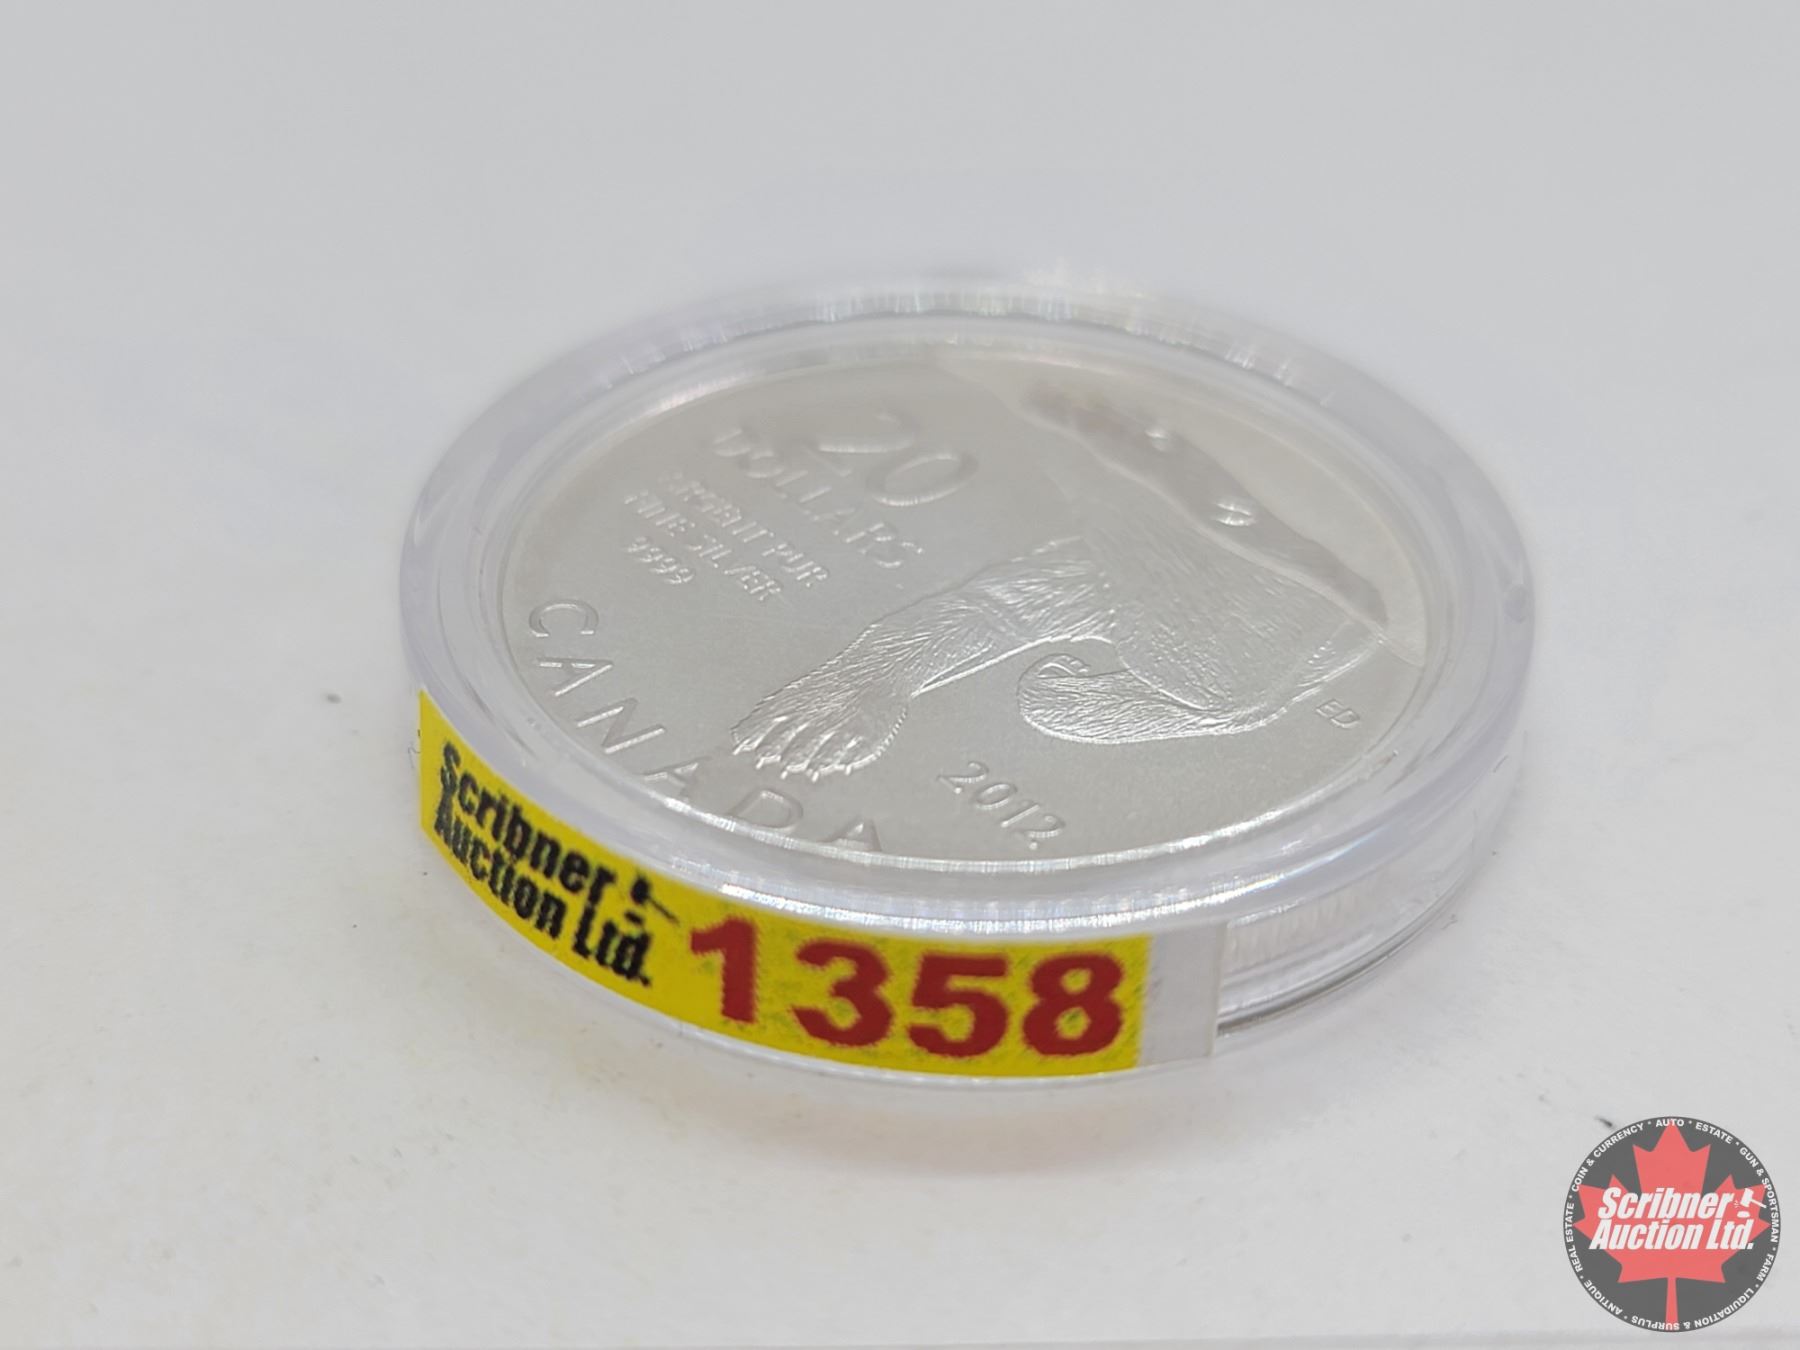 20
DOLLARS
ARGENT PUR
FINE SILVER
9999
CANADA
2012
ED
Scribner
Auction Ltd.
1358
COIN & CURRENCY * AUTO * ESTATE * GUN & SPORTSMAN * FARM * LIQUIDATION & SURPLUS * ANTIQUE * REAL ESTATE *
Scribner
Auction Ltd.